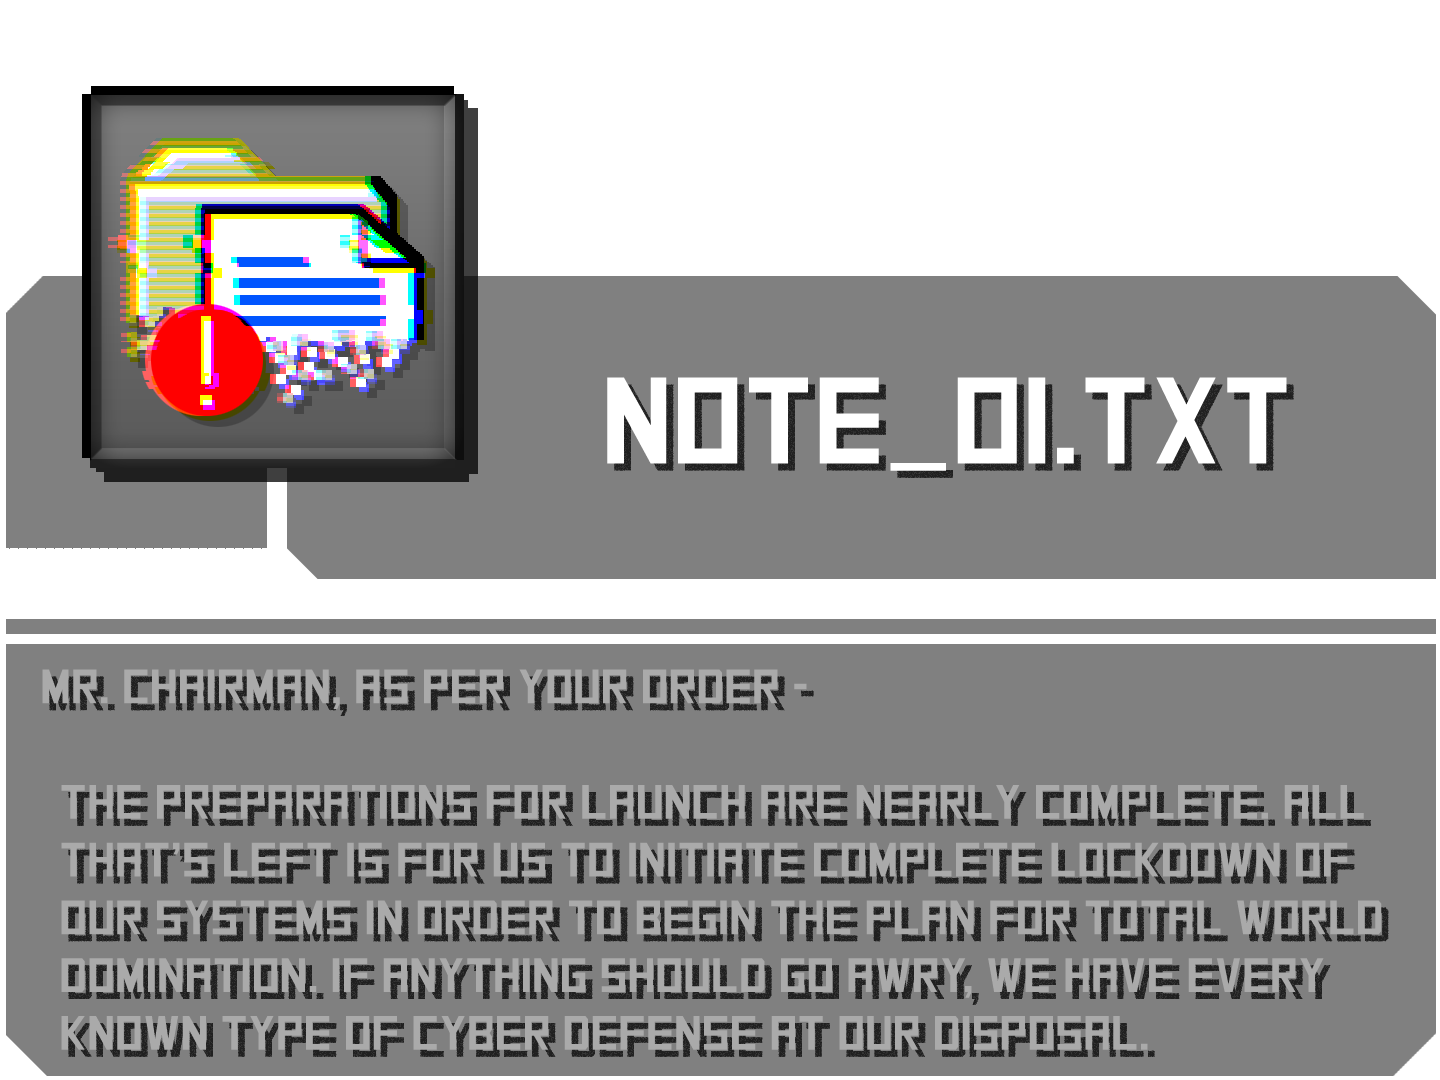 NOTE_01.TXT
MR. CHAIRMAN, AS PER YOUR ORDER -
THE PREPARATIONS FOR LAUNCH ARE NEARLY COMPLETE. ALL
THAT'S LEFT IS FOR US TO INITIATE COMPLETE LOCKDOWN OF
OUR SYSTEMS IN ORDER TO BEGIN THE PLAN FOR TOTAL WORLD
DOMINATION. IF ANYTHING SHOULD GO AWRY, WE HAVE EVERY
KNOWN TYPE OF CYBER DEFENSE AT OUR DISPOSAL.